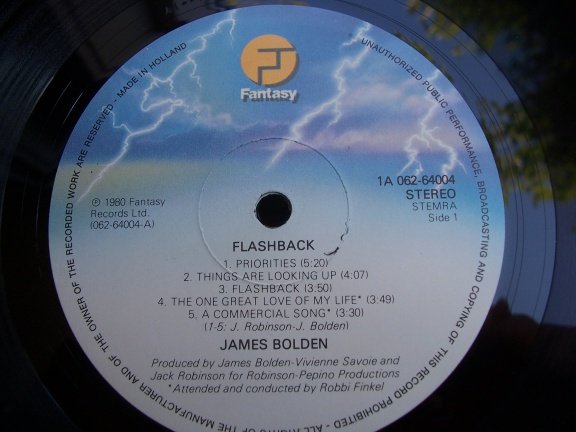 Fantasy
1A 062-64004
STEREO
STEMRA
Side 1
℗ 1980 Fantasy
Records Ltd.
(062-64004-A)
FLASHBACK
1. PRIORITIES (5:20)
2. THINGS ARE LOOKING UP (4:07)
3. FLASHBACK (3:50)
4. THE ONE GREAT LOVE OF MY LIFE* (3:49)
5. A COMMERCIAL SONG* (3:30)
(1-5: J. Robinson-J. Bolden)
JAMES BOLDEN
Produced by James Bolden-Vivienne Savoie and
Jack Robinson for Robinson-Pepino Productions
*Attended and conducted by Robbi Finkel
MANUFACTURER AND OF THE OWNER OF THE RECORDED WORK ARE RESERVED - MADE IN HOLLAND
UNAUTHORIZED PUBLIC PERFORMANCE, BROADCASTING AND COPYING OF THIS RECORD PROHIBITED - ALL